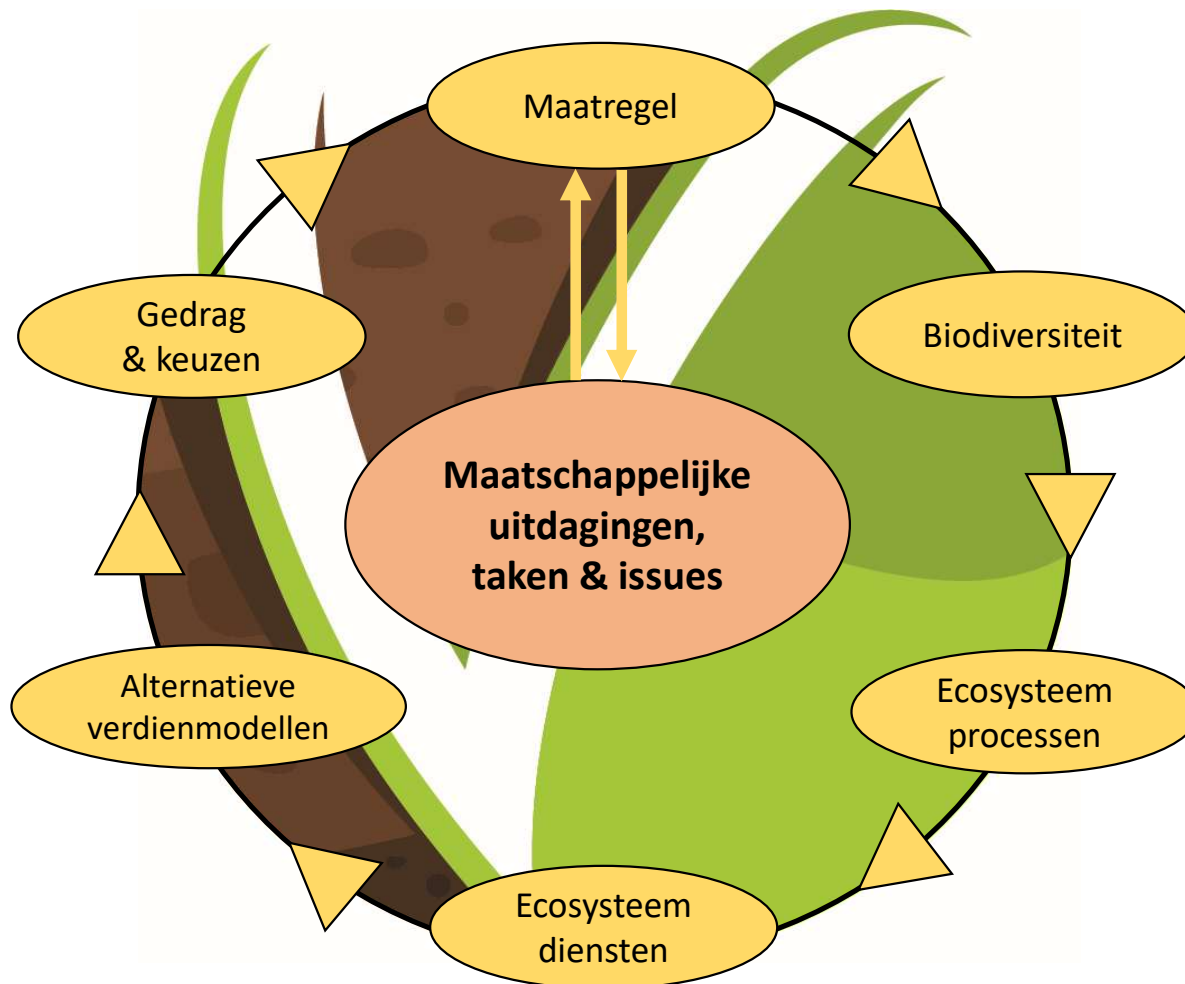 Maatregel
Gedrag
& keuzen
Biodiversiteit
Maatschappelijke
uitdagingen,
taken & issues
Alternatieve
verdienmodellen
Ecosysteem
processen
Ecosysteem
diensten